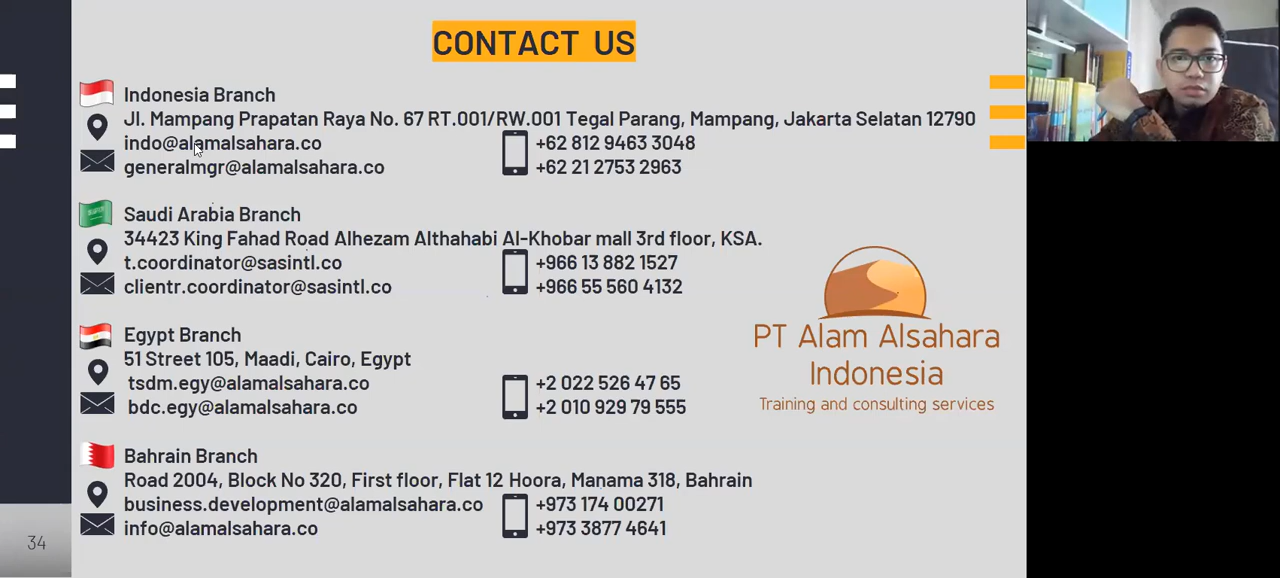 CONTACT US
Indonesia Branch
Jl. Mampang Prapatan Raya No. 67 RT.001/RW.001 Tegal Parang, Mampang, Jakarta Selatan 12790
indo@alamalsahara.co
+62 812 9463 3048
generalmgr@alamalsahara.co
+62 21 2753 2963
Saudi Arabia Branch
34423 King Fahad Road Alhezam Althahabi Al-Khobar mall 3rd floor, KSA.
t.coordinator@sasintl.co
+966 13 882 1527
clientr.coordinator@sasintl.co
+966 55 560 4132
Egypt Branch
51 Street 105, Maadi, Cairo, Egypt
tsdm.egy@alamalsahara.co
+2 022 526 47 65
bdc.egy@alamalsahara.co
+2 010 929 79 555
PT Alam Alsahara
Indonesia
Training and consulting services
Bahrain Branch
Road 2004, Block No 320, First floor, Flat 12 Hoora, Manama 318, Bahrain
business.development@alamalsahara.co
+973 174 00271
info@alamalsahara.co
+973 3877 4641
34